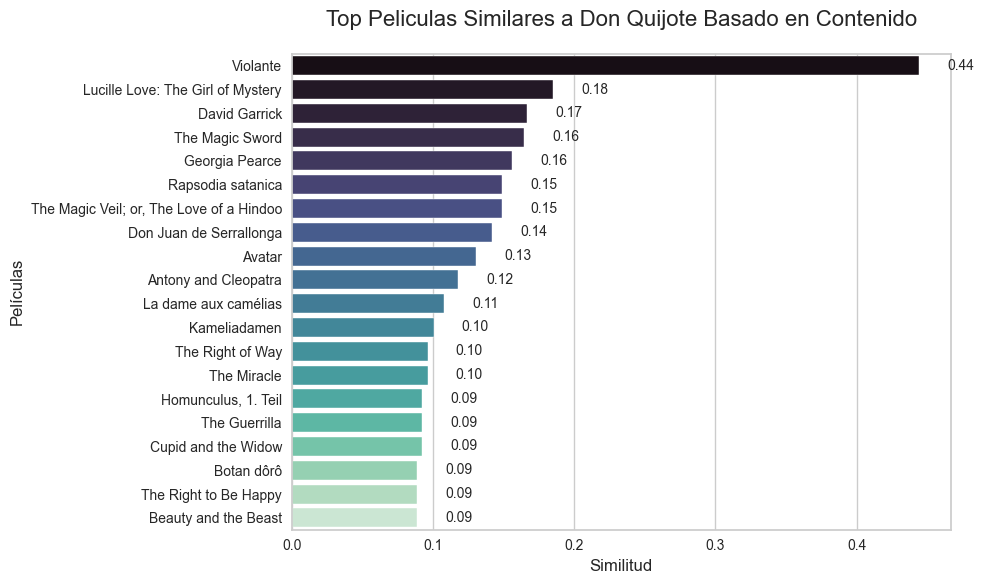 Top Peliculas Similares a Don Quijote Basado en Contenido
Violante 0.44
Lucille Love: The Girl of Mystery 0.18
David Garrick 0.17
The Magic Sword 0.16
Georgia Pearce 0.16
Rapsodia satanica 0.15
The Magic Veil; or, The Love of a Hindoo 0.15
Don Juan de Serrallonga 0.14
Avatar 0.13
Antony and Cleopatra 0.12
La dame aux camélias 0.11
Kameliadamen 0.10
The Right of Way 0.10
The Miracle 0.10
Homunculus, 1. Teil 0.09
The Guerrilla 0.09
Cupid and the Widow 0.09
Botan dôrô 0.09
The Right to Be Happy 0.09
Beauty and the Beast 0.09
0.0 0.1 0.2 0.3 0.4
Similitud
Películas